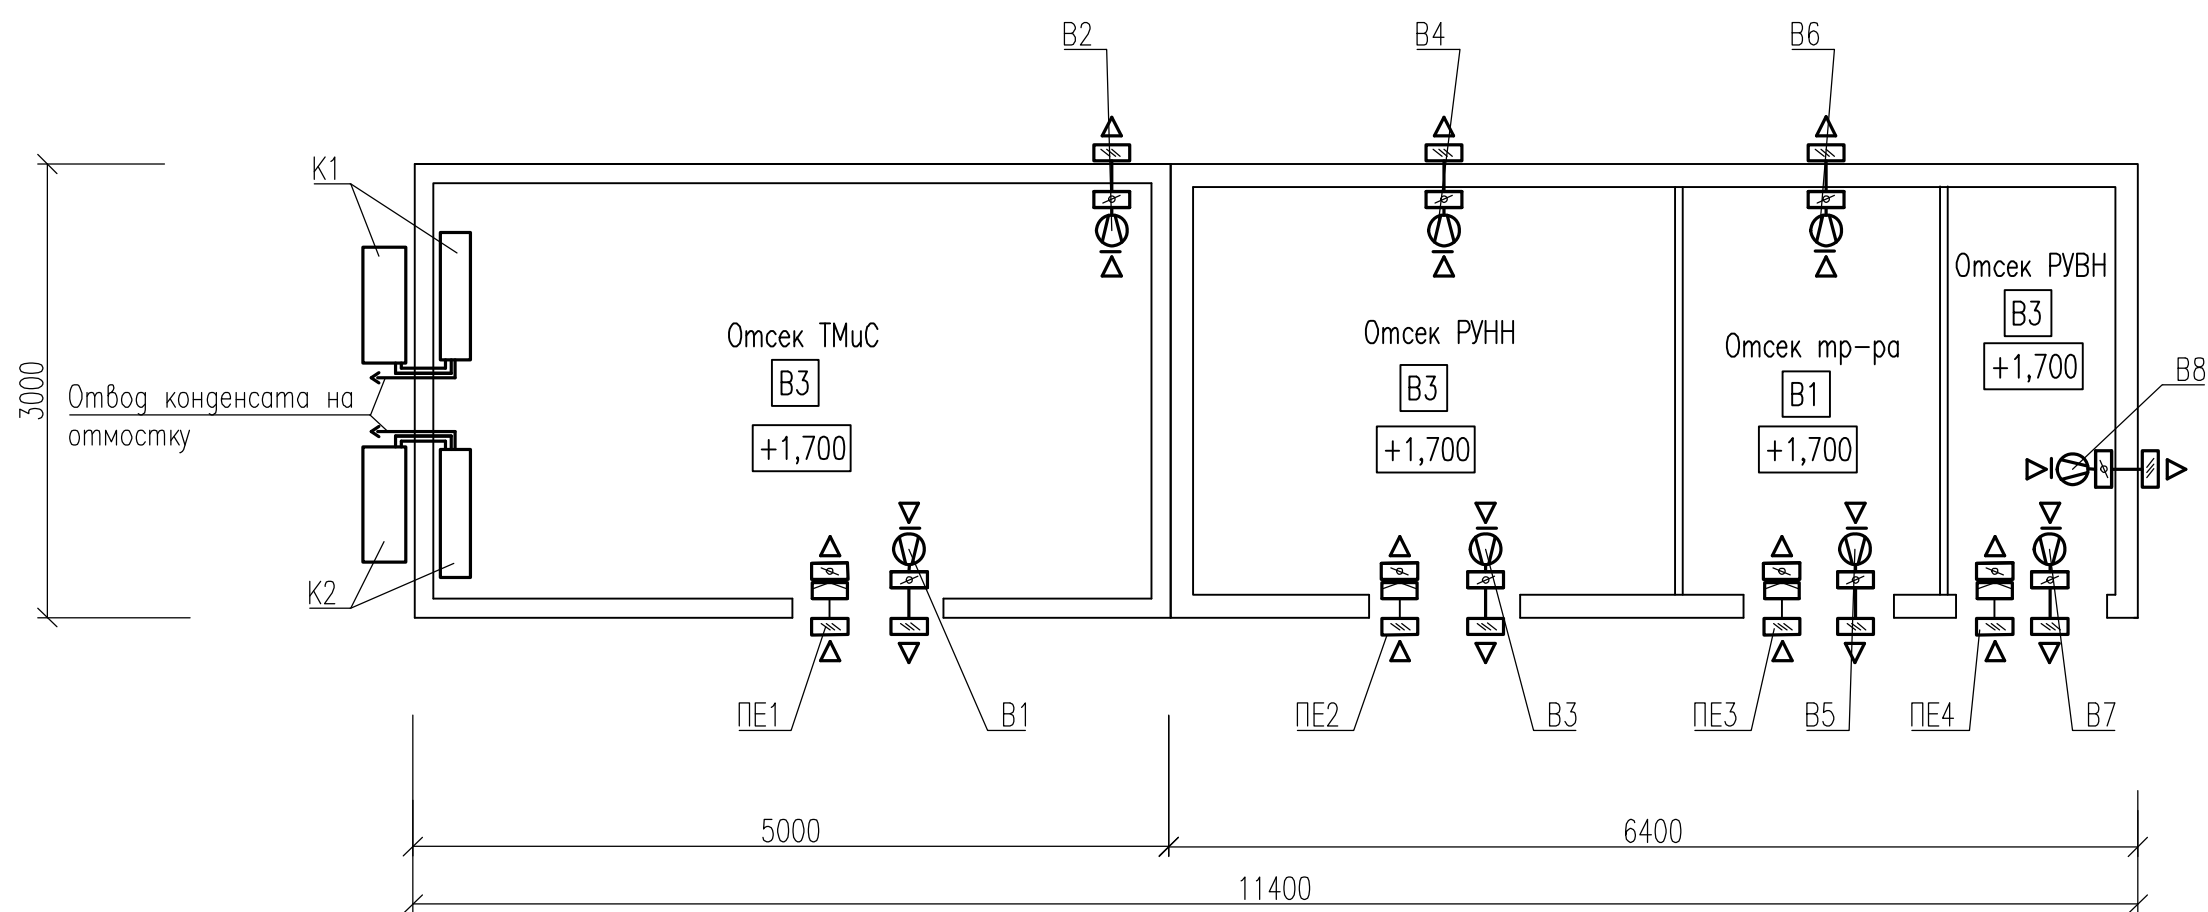 В2
В4
В6
К1
Отсек РУВН
В3
+1,700
Отсек ТМиС
В3
+1,700
Отсек РУНН
В3
+1,700
Отсек тр-ра
В1
+1,700
В8
3000
Отвод конденсата на
отмостку
К2
ПЕ1
В1
ПЕ2
В3
ПЕ3
В5
ПЕ4
В7
5000
6400
11400